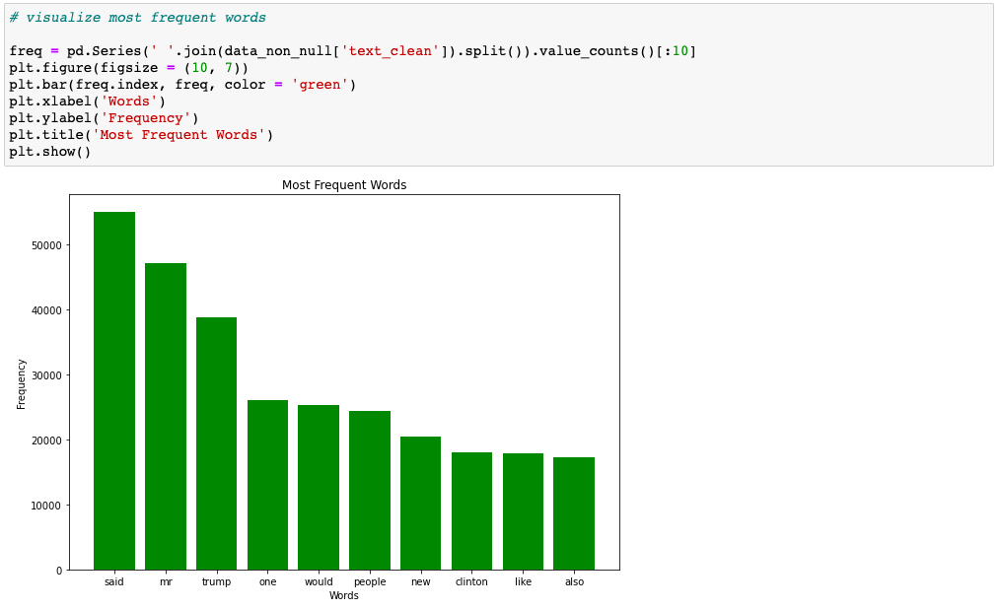 # visualize most frequent words
freq = pd.Series(' '.join(data_non_null['text_clean']).split()).value_counts()[:10]
plt.figure(figsize = (10, 7))
plt.bar(freq.index, freq, color = 'green')
plt.xlabel('Words')
plt.ylabel('Frequency')
plt.title('Most Frequent Words')
plt.show()
Most Frequent Words
50000
40000
30000
20000
10000
0
Frequency
said mr trump one would people new clinton like also
Words